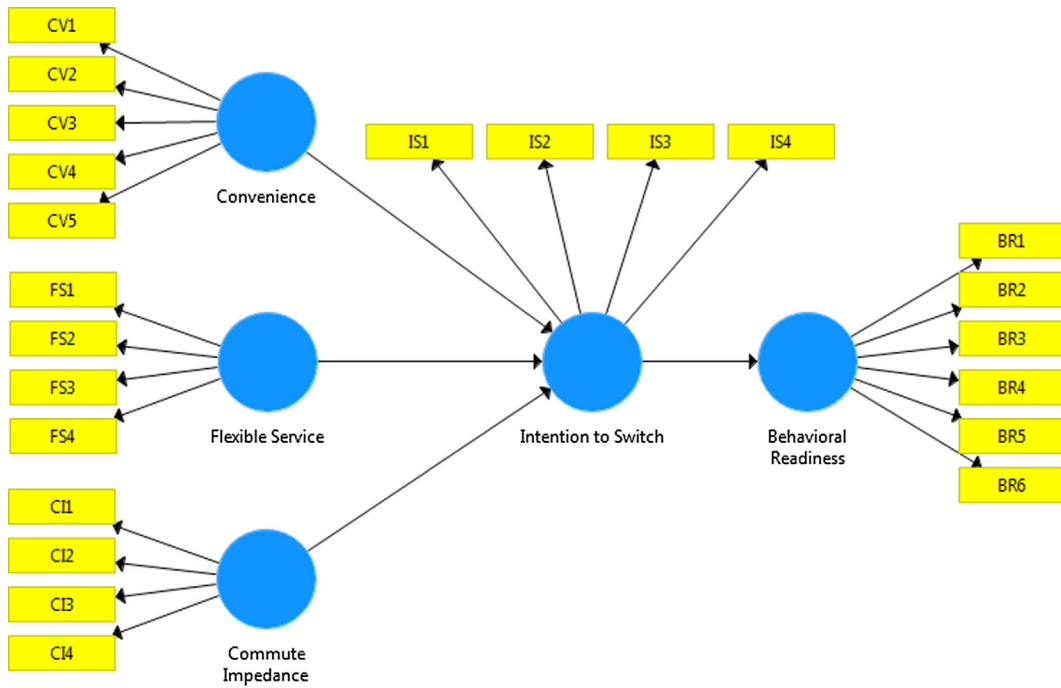 CV1
CV2
CV3
CV4
CV5
Convenience
IS1
IS2
IS3
IS4
FS1
FS2
FS3
FS4
Flexible Service
Intention to Switch
BR1
BR2
BR3
BR4
BR5
BR6
Behavioral
Readiness
CI1
CI2
CI3
CI4
Commute
Impedance